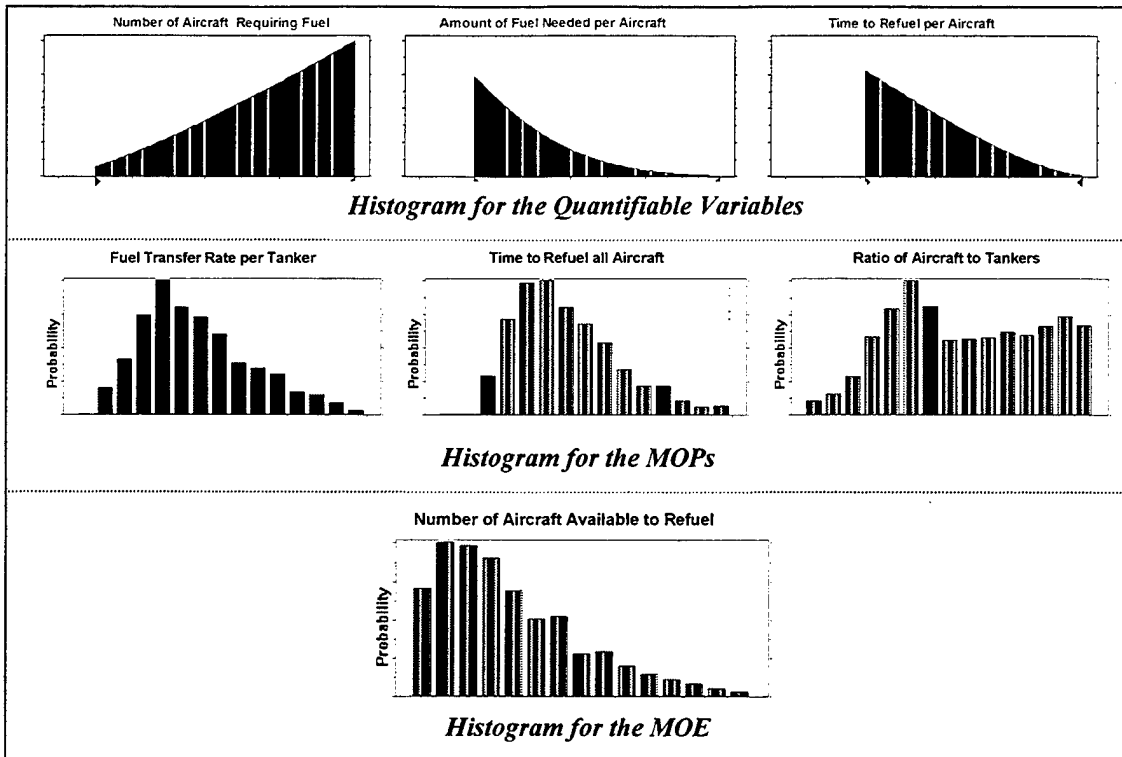 Number of Aircraft Requiring Fuel
Amount of Fuel Needed per Aircraft
Time to Refuel per Aircraft
Histogram for the Quantifiable Variables
Fuel Transfer Rate per Tanker
Time to Refuel all Aircraft
Ratio of Aircraft to Tankers
Probability
Probability
Probability
Histogram for the MOPs
Number of Aircraft Available to Refuel
Probability
Histogram for the MOE